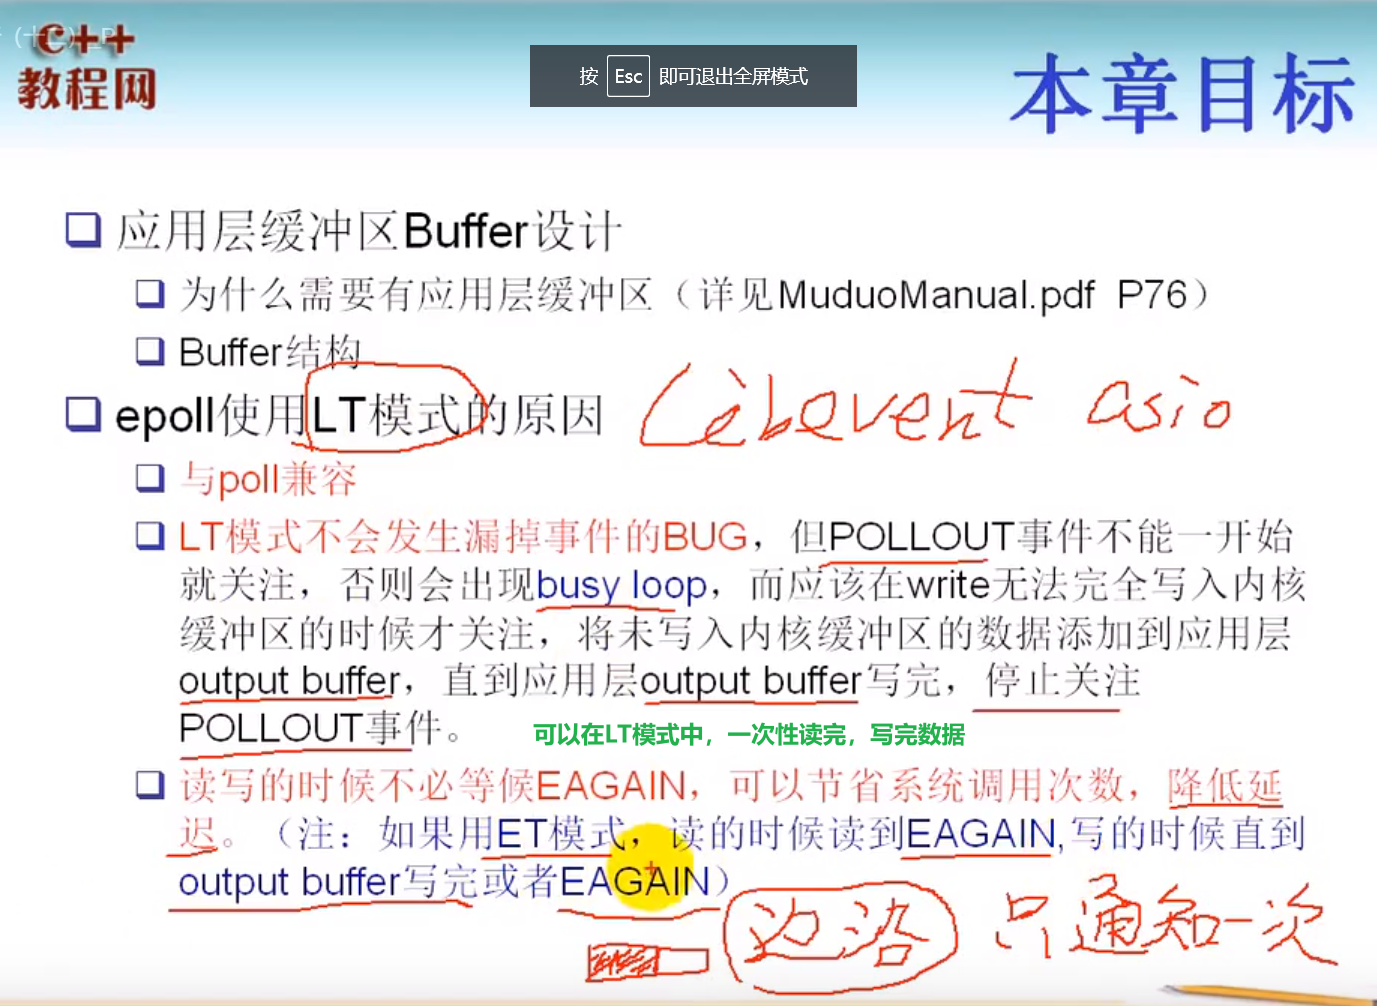 C++
教程网
按 Esc 即可退出全屏模式
本章目标
应用层缓冲区Buffer设计
为什么需要有应用层缓冲区（详见MuduoManual.pdf P76）
Buffer结构
epoll使用LT模式的原因
Libevent asio
与poll兼容
LT模式不会发生漏掉事件的BUG，但POLLOUT事件不能一开始
就关注，否则会出现busy loop，而应该在write无法完全写入内核
缓冲区的时候才关注，将未写入内核缓冲区的数据添加到应用层
output buffer，直到应用层output buffer写完，停止关注
POLLOUT事件。
可以在LT模式中，一次性读完，写完数据
读写的时候不必等候EAGAIN，可以节省系统调用次数，降低延
迟。（注：如果用ET模式，读的时候读到EAGAIN,写的时候直到
output buffer写完或者EAGAIN）
边沿 只通知一次